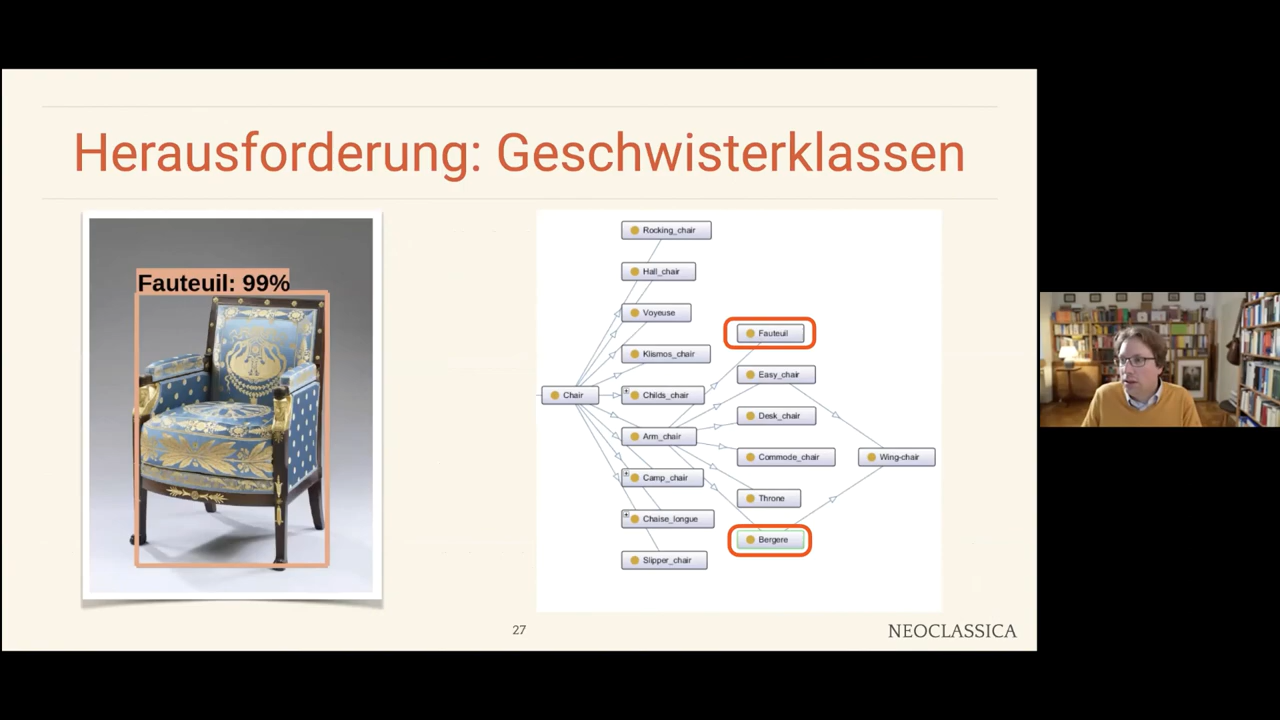 Herausforderung: Geschwisterklassen
Fauteuil: 99%
Rocking_chair
Hall_chair
Voyeuse
Klismos_chair
Chair
Childs_chair
Arm_chair
Camp_chair
Chaise_longue
Slipper_chair
Fauteuil
Easy_chair
Desk_chair
Commode_chair
Throne
Bergere
Wing-chair
27
NEOCLASSICA